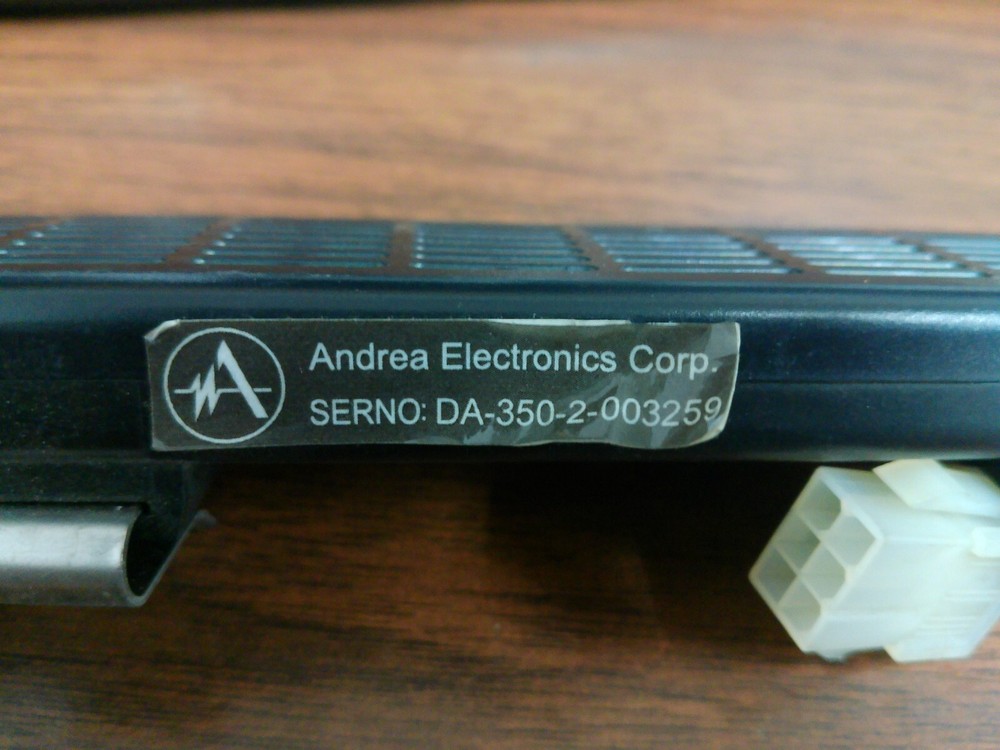 Andrea Electronics Corp.
SERNO: DA-350-2-003259